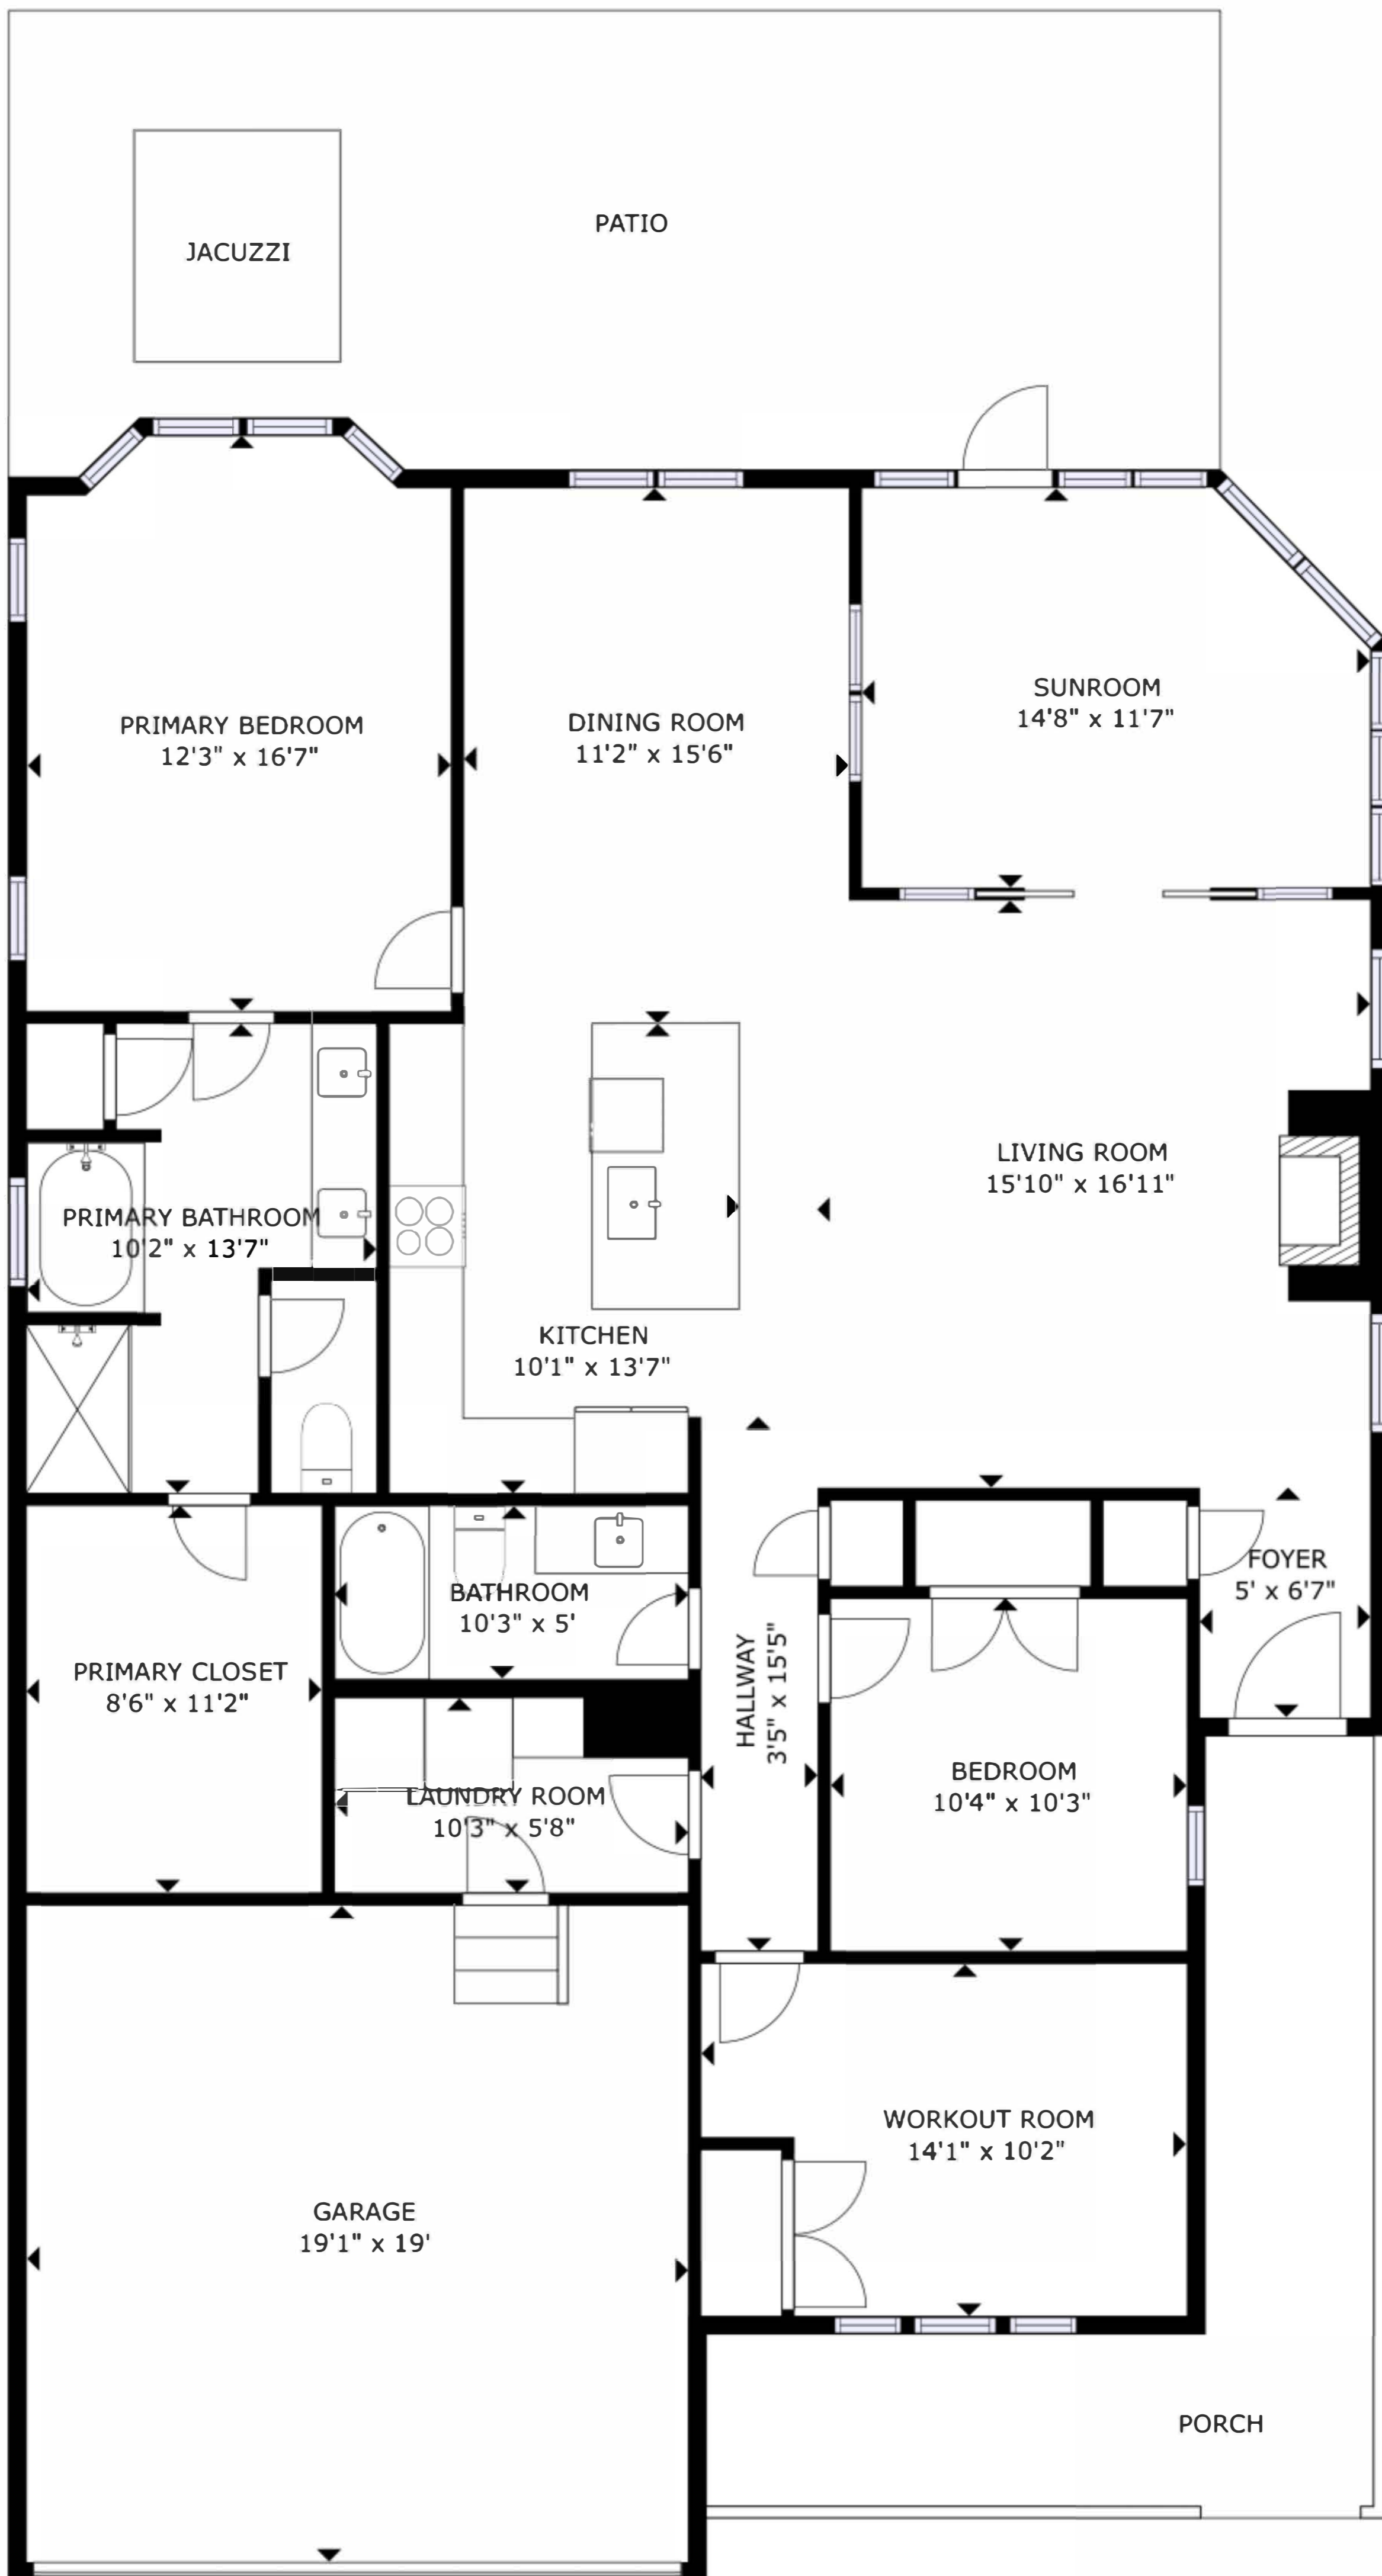 PATIO
JACUZZI
SUNROOM
14'8" x 11'7"
DINING ROOM
11'2" x 15'6"
PRIMARY BEDROOM
12'3" x 16'7"
LIVING ROOM
15'10" x 16'11"
PRIMARY BATHROOM
10'2" x 13'7"
KITCHEN
10'1" x 13'7"
FOYER
5' x 6'7"
BATHROOM
10'3" x 5'
PRIMARY CLOSET
8'6" x 11'2"
HALLWAY
3'5" x 15'5"
BEDROOM
10'4" x 10'3"
LAUNDRY ROOM
10'3" x 5'8"
WORKOUT ROOM
14'1" x 10'2"
GARAGE
19'1" x 19'
PORCH